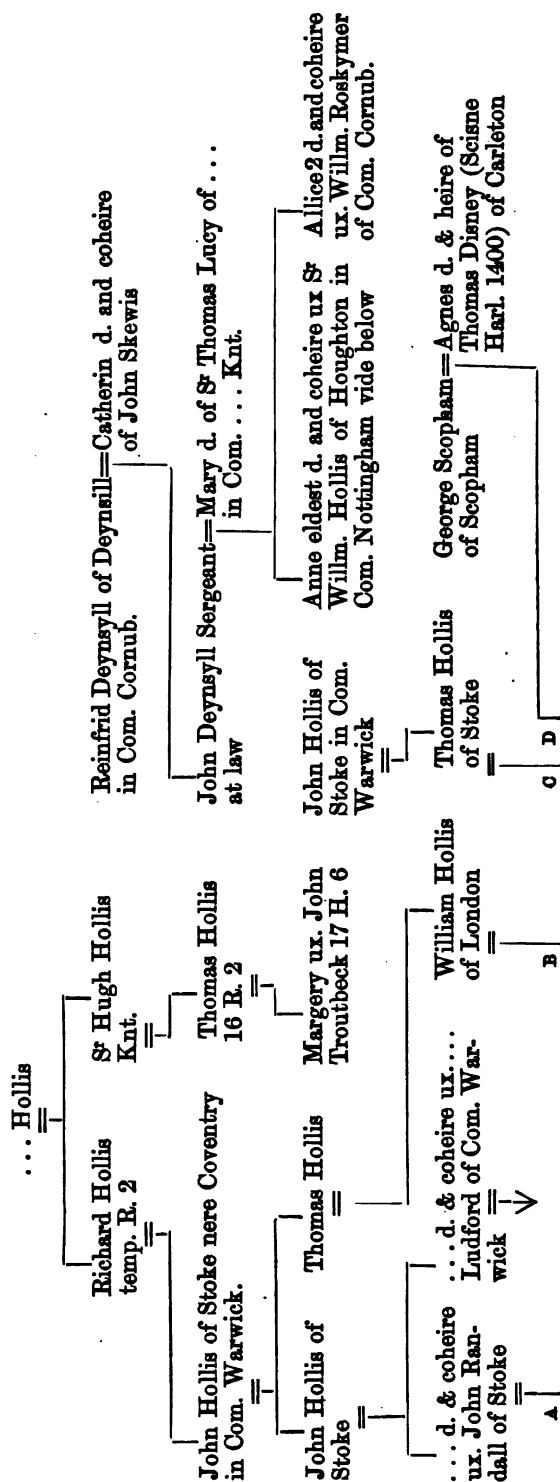 ... Hollis
Richard Hollis
temp. R. 2
Sr Hugh Hollis
Knt.
Reinfrid Deynsyll of Deynsill=Catherin d. and coheire
in Com. Cornub.
of John Skewis
John Hollis of Stoke nere Coventry
in Com. Warwick.
Thomas Hollis
16 R. 2
John Deynsyll Sergeant=Mary d. of Sr Thomas Lucy of ...
at law
in Com.... Knt.
John Hollis of
Stoke
Thomas Hollis
Margery ux. John
Troutbeck 17 H. 6
John Hollis of
Stoke in Com.
Warwick
Anne eldest d. and coheire ux Sr
Willm. Hollis of Houghton in
Com. Nottingham vide below
Allice 2 d. and coheire
ux. Willm. Roskymer
of Com. Cornub.
... d. & coheire
ux. John Ran-
dall of Stoke
... d. & coheire ux....
Ludford of Com. War-
wick
William Hollis
of London
Thomas Hollis
of Stoke
George Scopham=Agnes d. & heire of
of Scopham
Thomas Disney (Scisne
Harl. 1400) of Carleton
A
B
C
D